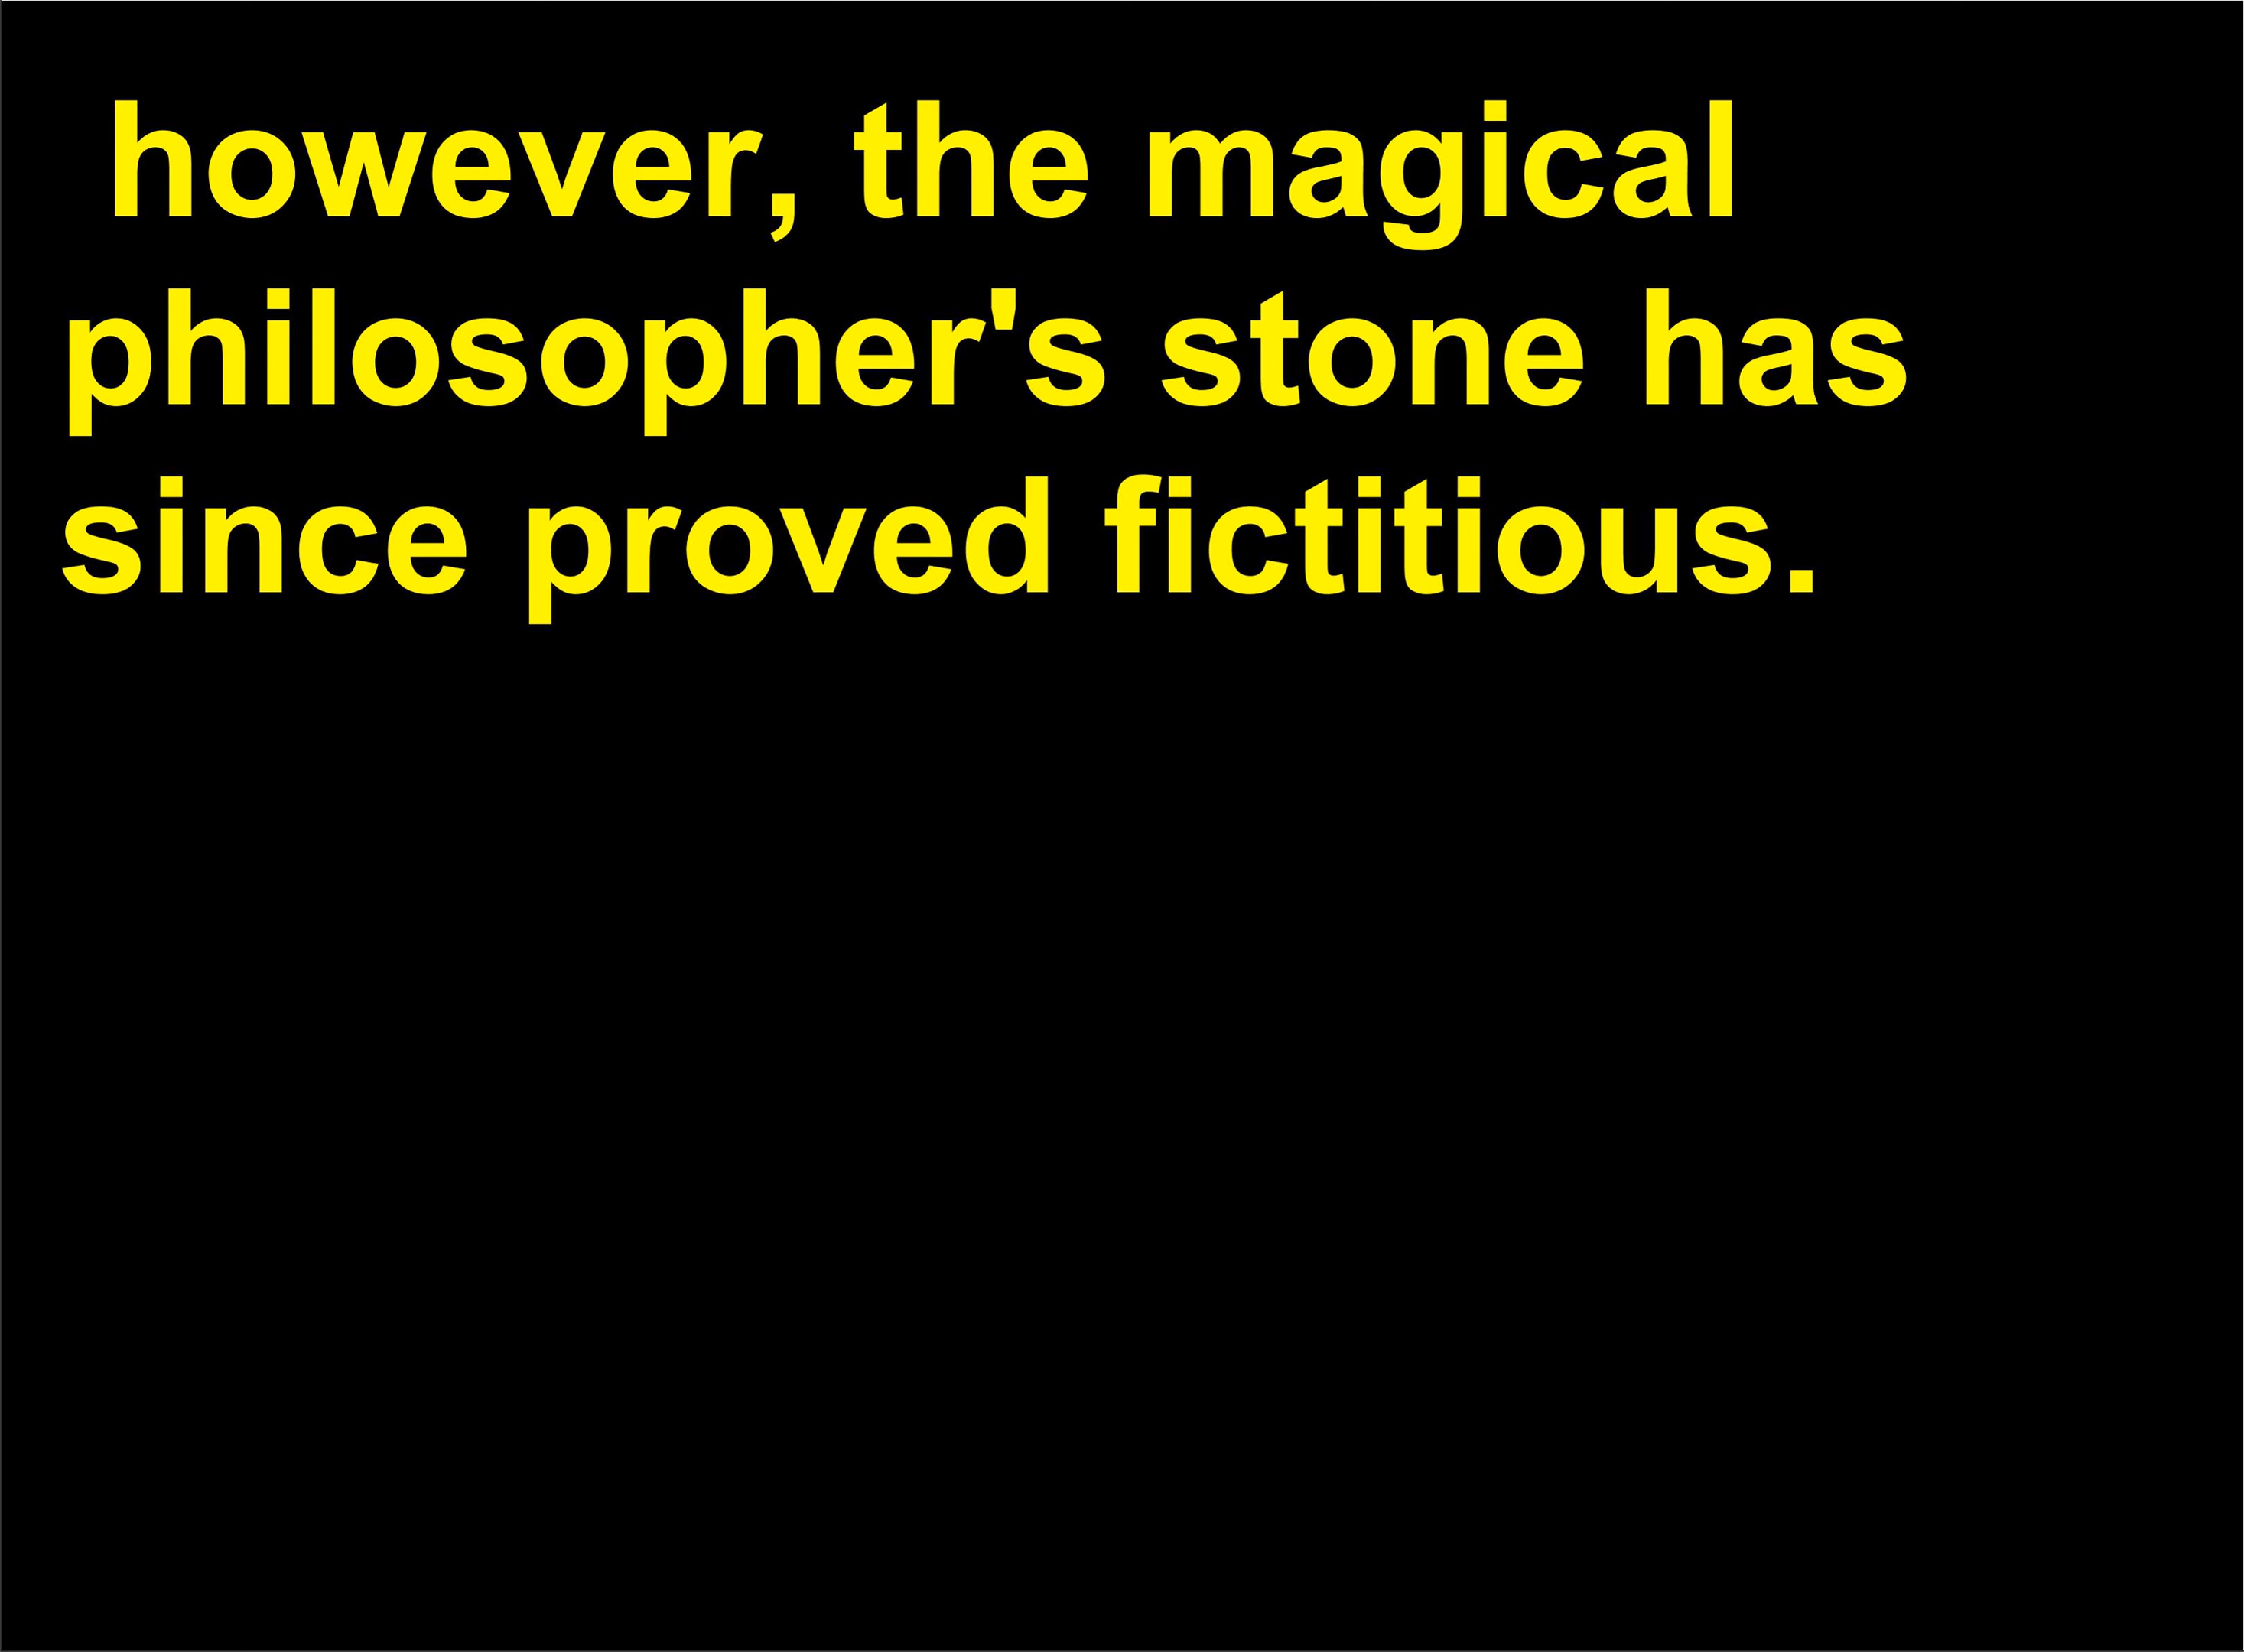 however, the magical
philosopher's stone has
since proved fictitious.